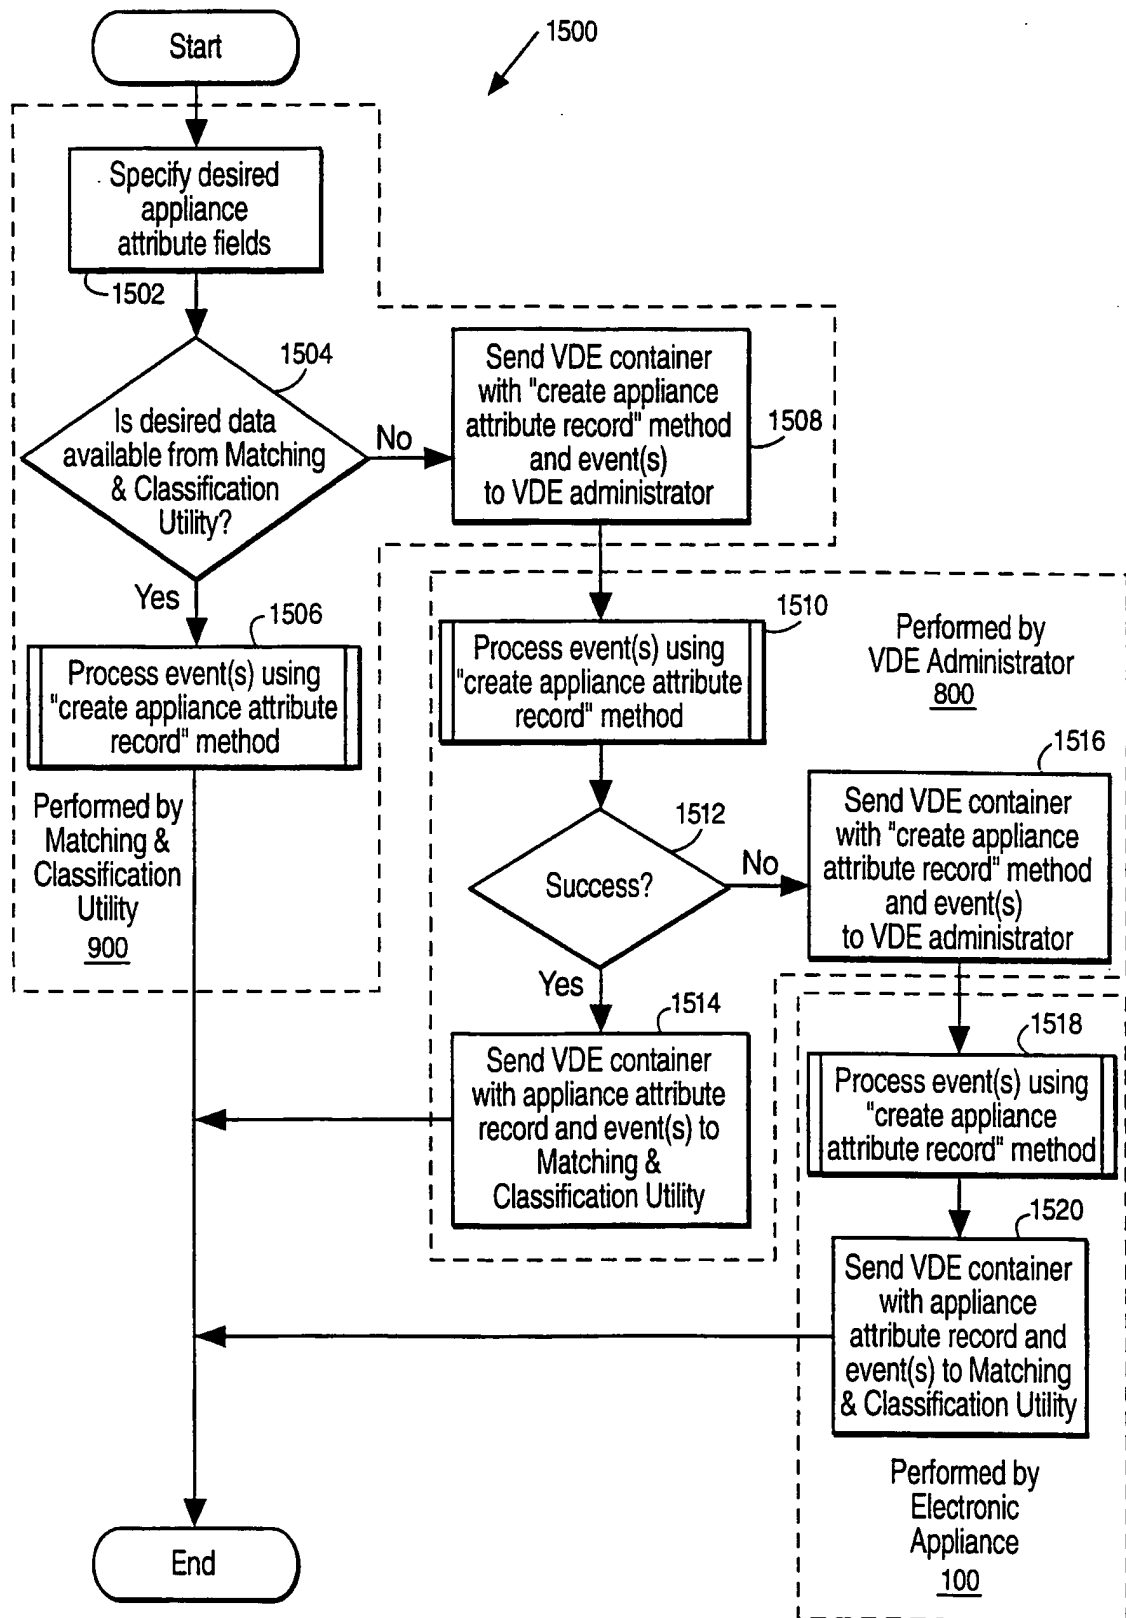 Start
1500
Specify desired
appliance
attribute fields
1502
1504
Is desired data
available from Matching
& Classification
Utility?
No
Yes
Send VDE container
with "create appliance
attribute record" method
and event(s)
to VDE administrator
1508
1506
Process event(s) using
"create appliance attribute
record" method
Performed by
Matching &
Classification
Utility
900
1510
Process event(s) using
"create appliance attribute
record" method
Performed by
VDE Administrator
800
1512
Success?
No
Yes
1516
Send VDE container
with "create appliance
attribute record" method
and event(s)
to VDE administrator
1514
Send VDE container
with appliance attribute
record and event(s) to
Matching &
Classification Utility
1518
Process event(s) using
"create appliance
attribute record" method
1520
Send VDE container
with appliance
attribute record and
event(s) to Matching
& Classification Utility
Performed by
Electronic
Appliance
100
End